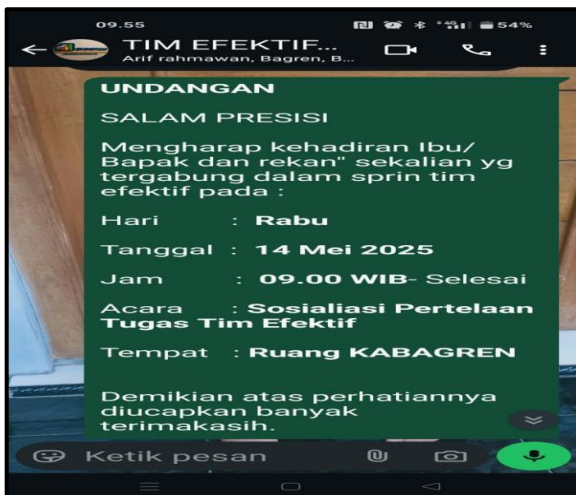 09.55
54%
TIM EFEKTIF...
Arif rahmawan, Bagren, B...
UNDANGAN
SALAM PRESISI
Mengharap kehadiran Ibu/
Bapak dan rekan" sekalian yg
tergabung dalam sprin tim
efektif pada :
Hari : Rabu
Tanggal : 14 Mei 2025
Jam : 09.00 WIB- Selesai
Acara : Sosialiasi Pertelaan
Tugas Tim Efektif
Tempat : Ruang KABAGREN
Demikian atas perhatiannya
diucapkan banyak
terimakasih.
Ketik pesan